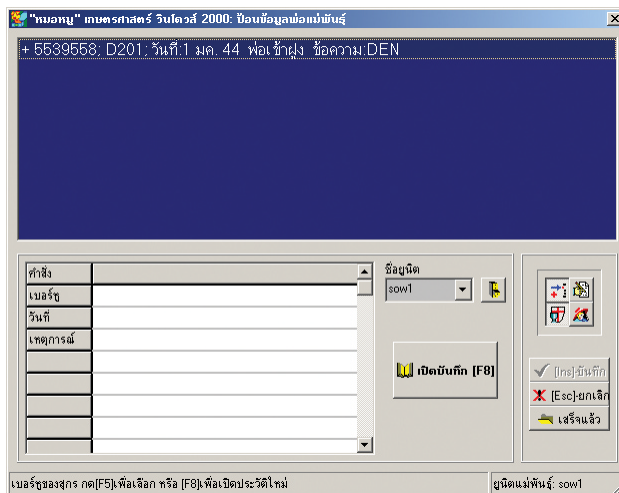 "หมอหมู" เกษตรศาสตร์ วินโดวส์ 2000: ป้อนข้อมูลพ่อแม่พันธุ์
+ 5539558; D201; วันที่:1 มค. 44 พ่อเข้าฝูง ข้อความ:DEN
คำสั่ง
เบอร์หู
วันที่
เหตุการณ์
ชื่อยูนิต
sow1
เปิดบันทึก [F8]
[Ins]-บันทึก
[Esc]-ยกเลิก
เสร็จแล้ว
เบอร์หูของสุกร กด[F5]เพื่อเลือก หรือ [F8]เพื่อเปิดประวัติใหม่
ยูนิตแม่พันธุ์: sow1